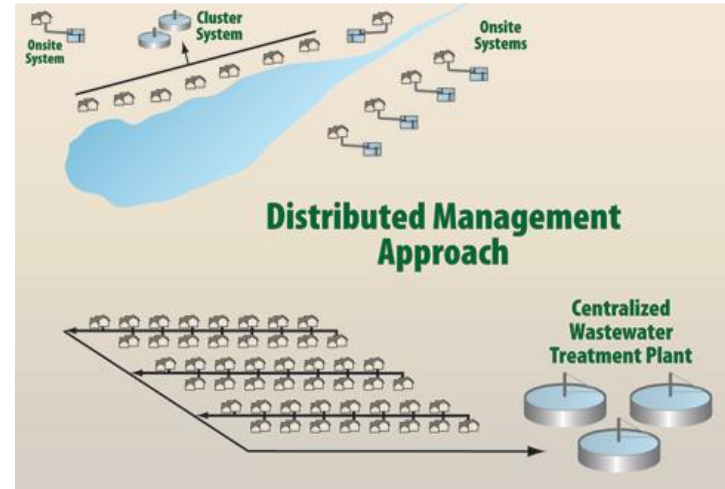 Onsite
System
Cluster
System
Onsite
Systems
Distributed Management
Approach
Centralized
Wastewater
Treatment Plant